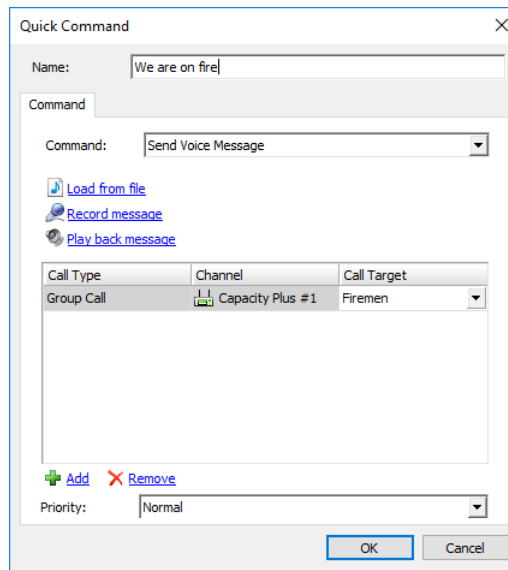 Quick Command
Name: We are on fire
Command
Command: Send Voice Message
Load from file
Record message
Play back message
Call Type Channel Call Target
Group Call Capacity Plus #1 Firemen
Add Remove
Priority: Normal
OK Cancel